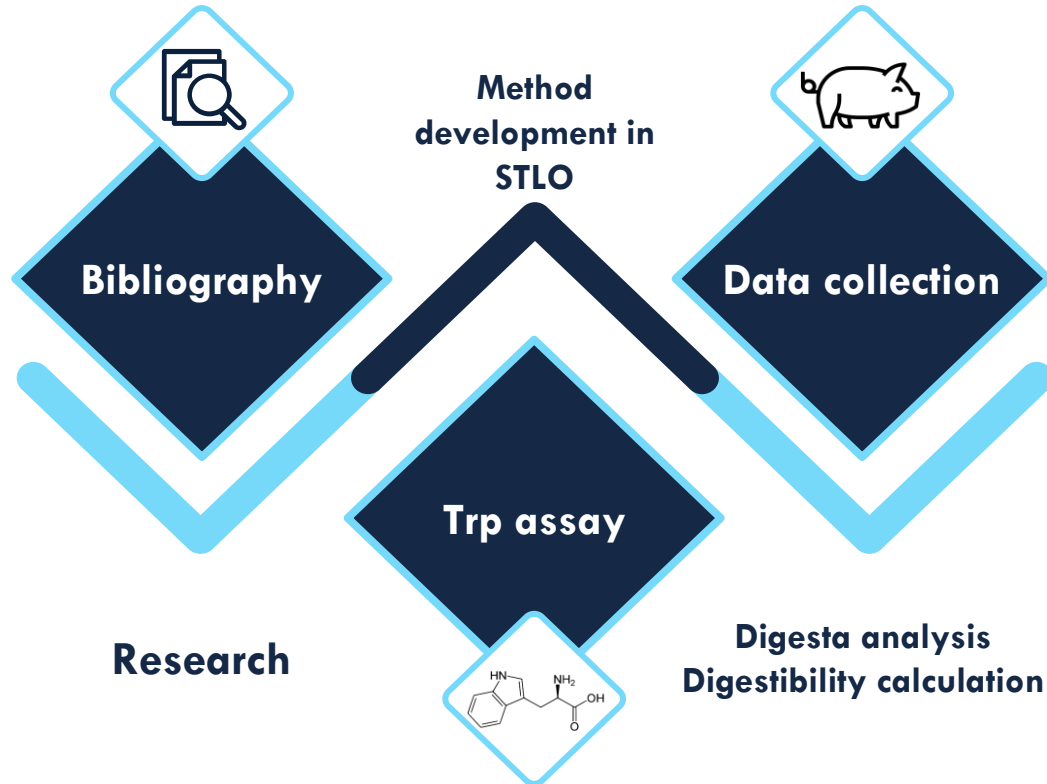 Method
development in
STLO
Bibliography
Data collection
Trp assay
Research
Digesta analysis
Digestibility calculation
HN
NH2
OH
O